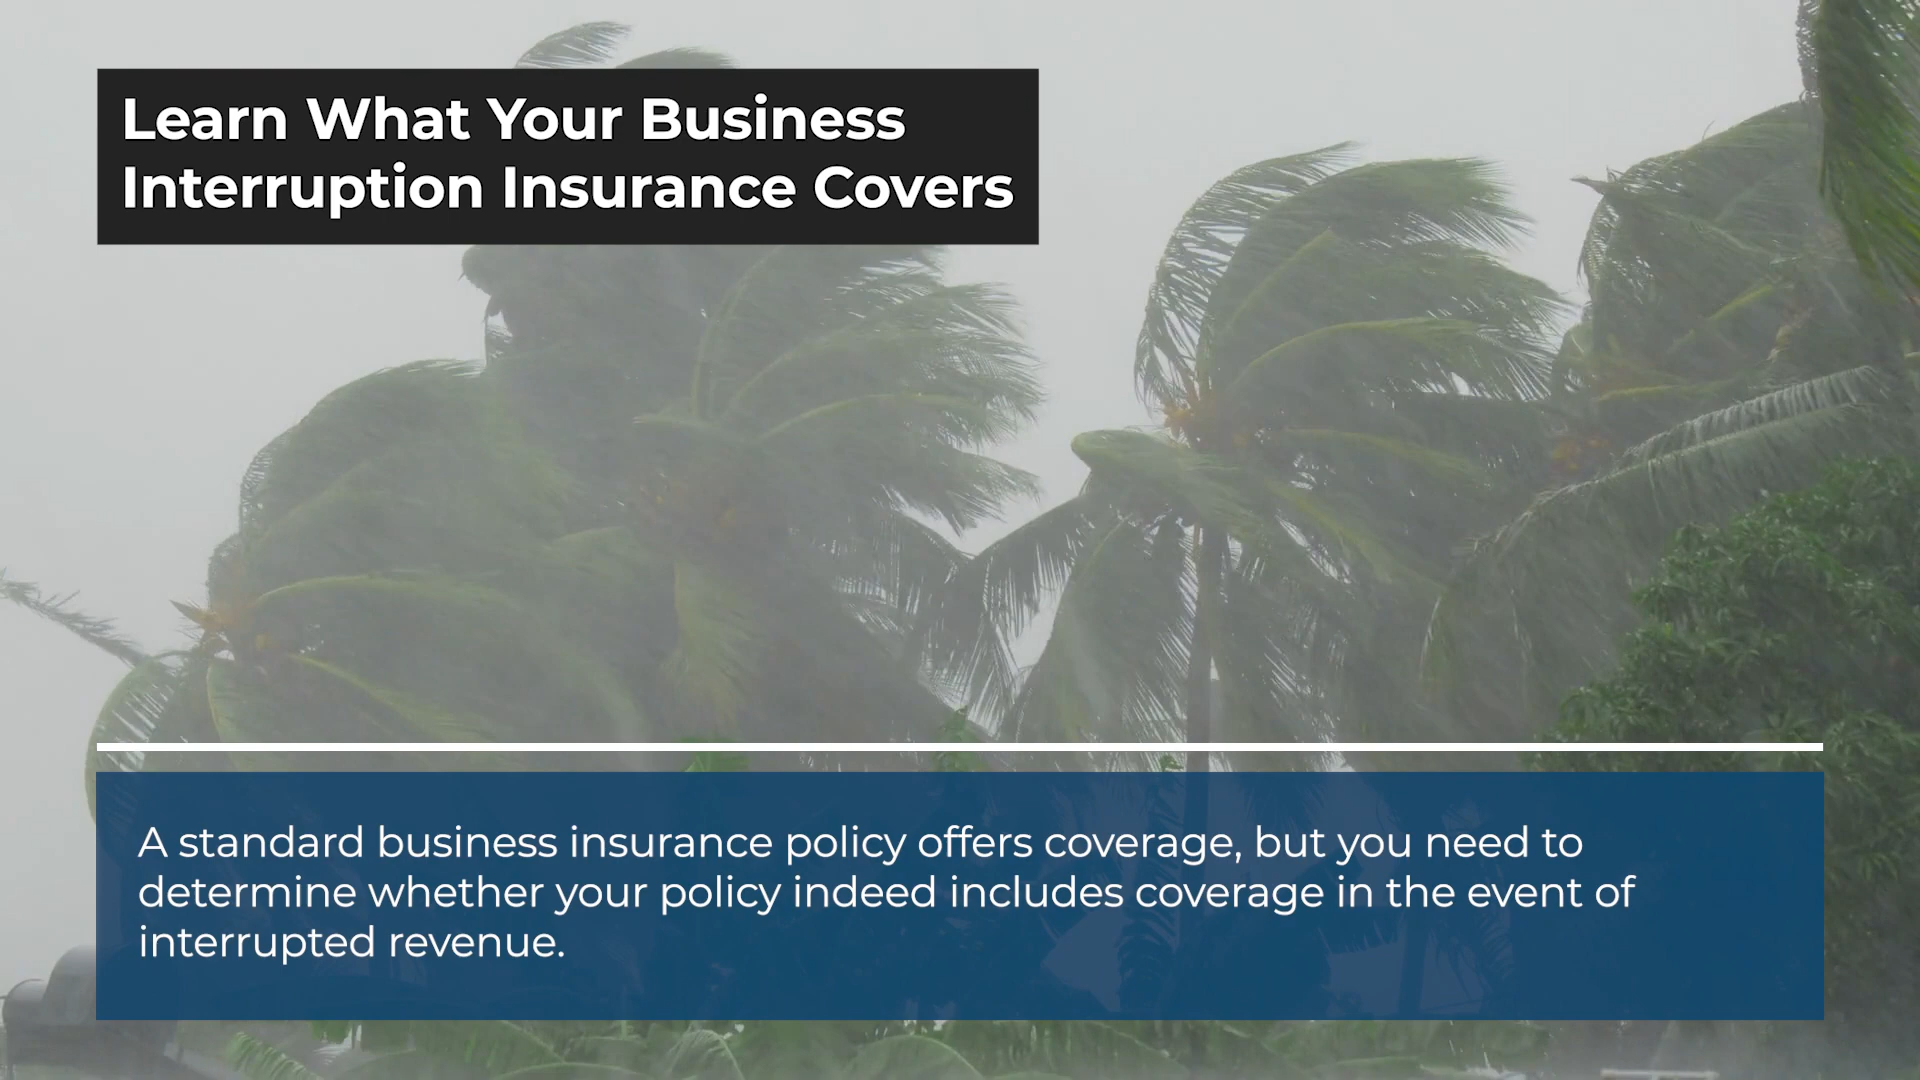 Learn What Your Business
Interruption Insurance Covers
A standard business insurance policy offers coverage, but you need to
determine whether your policy indeed includes coverage in the event of
interrupted revenue.